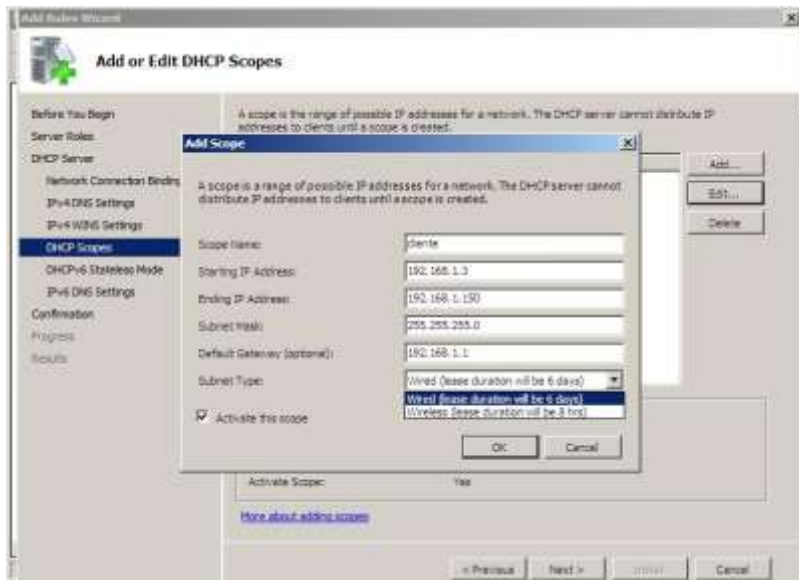 Add Roles Wizard
Add or Edit DHCP Scopes
Before You Begin
Server Roles
DHCP Server
Network Connection Binding
IPv4 DNS Settings
IPv4 WINS Settings
DHCP Scopes
DHCPv6 Stateless Mode
IPv6 DNS Settings
Confirmation
Progress
Results
A scope is the range of possible IP addresses for a network. The DHCP server cannot distribute IP
addresses to clients until a scope is created.
Add...
Edit...
Delete
Add Scope
A scope is a range of possible IP addresses for a network. The DHCP server cannot
distribute IP addresses to clients until a scope is created.
Scope Name:
cliente
Starting IP Address:
192.168.1.3
Ending IP Address:
192.168.1.150
Subnet Mask:
255.255.255.0
Default Gateway (optional):
192.168.1.1
Subnet Type:
Wired (lease duration will be 6 days)
Wired (lease duration will be 6 days)
Wireless (lease duration will be 8 hrs)
Activate this scope
OK
Cancel
Activate Scope:
Yes
More about adding scopes
< Previous
Next >
Install
Cancel